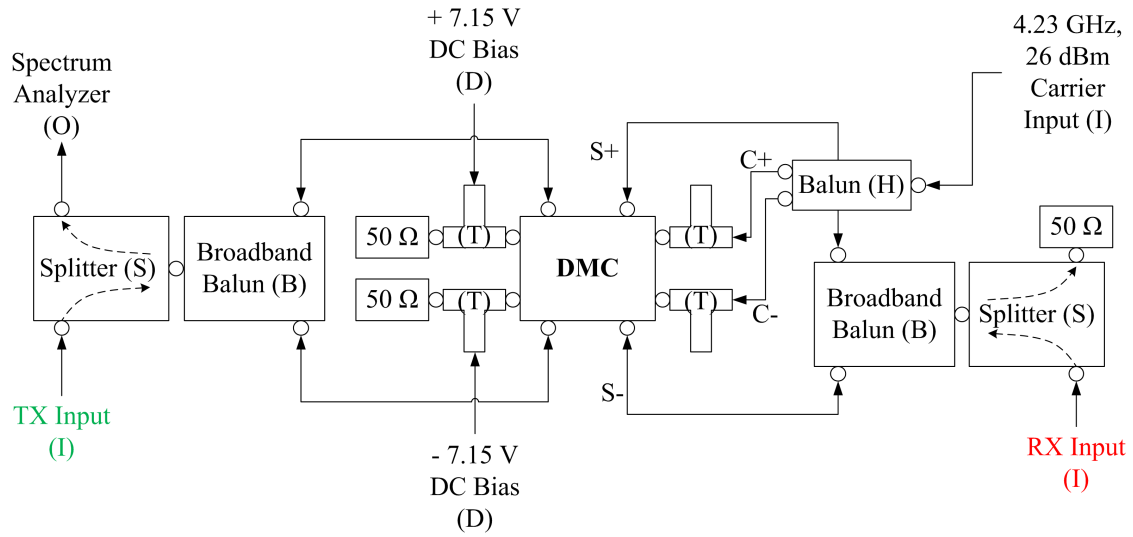 Spectrum
Analyzer
(O)
+ 7.15 V
DC Bias
(D)
4.23 GHz,
26 dBm
Carrier
Input (I)
S+
C+
Balun (H)
Splitter (S)
Broadband
Balun (B)
50 Ω
(T)
50 Ω
(T)
DMC
(T)
(T)
C-
S-
Broadband
Balun (B)
50 Ω
Splitter (S)
TX Input
(I)
- 7.15 V
DC Bias
(D)
RX Input
(I)